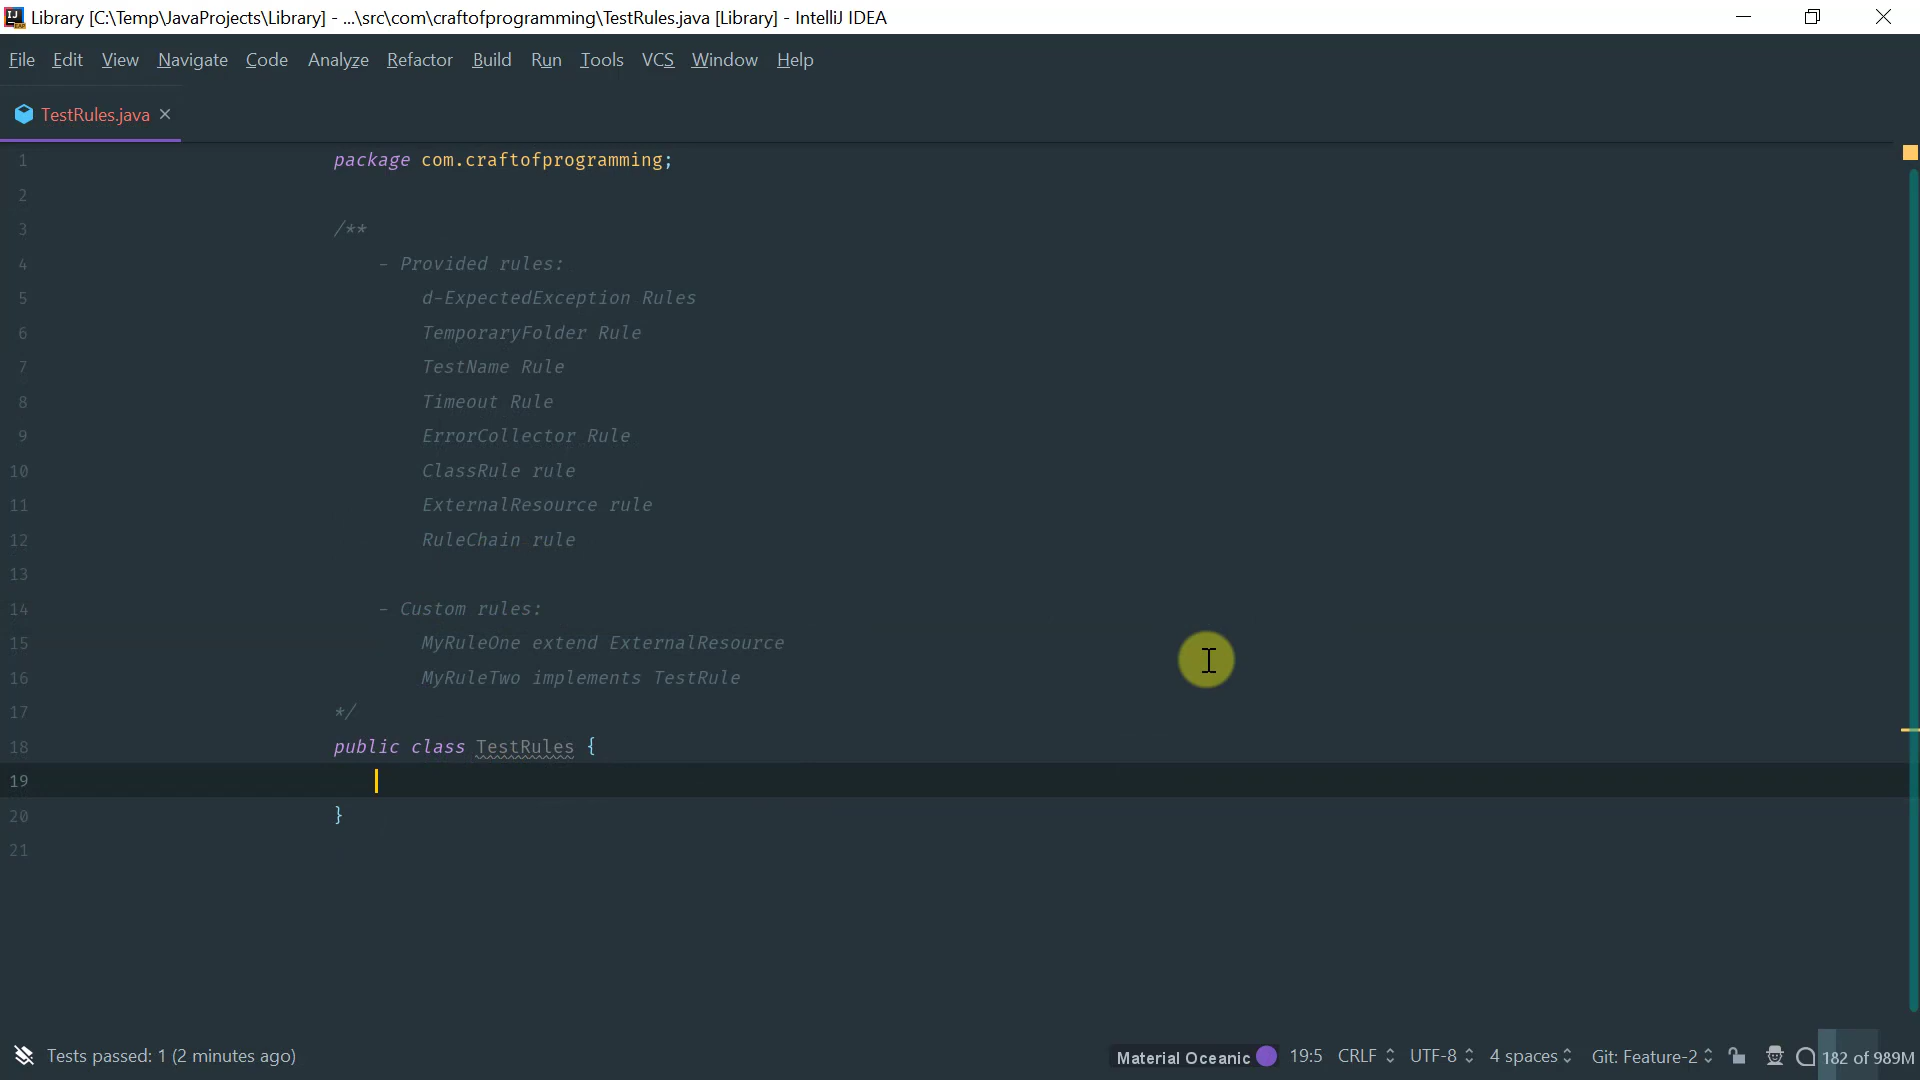 Library [C:\Temp\JavaProjects\Library] - ...\src\com\craftofprogramming\TestRules.java [Library] - IntelliJ IDEA
File Edit View Navigate Code Analyze Refactor Build Run Tools Window VCS Window Help
TestRules.java
1 package com.craftofprogramming;
2
3 /**
4 - Provided rules:
5 d-ExpectedException Rules
6 TemporaryFolder Rule
7 TestName Rule
8 Timeout Rule
9 ErrorCollector Rule
10 ClassRule rule
11 ExternalResource rule
12 RuleChain rule
13
14 - Custom rules:
15 MyRuleOne extend ExternalResource
16 MyRuleTwo implements TestRule
17 */
18 public class TestRules {
19
20 }
21
Tests passed: 1 (2 minutes ago) Material Oceanic 19:5 CRLF UTF-8 4 spaces Git: Feature-2 182 of 989M